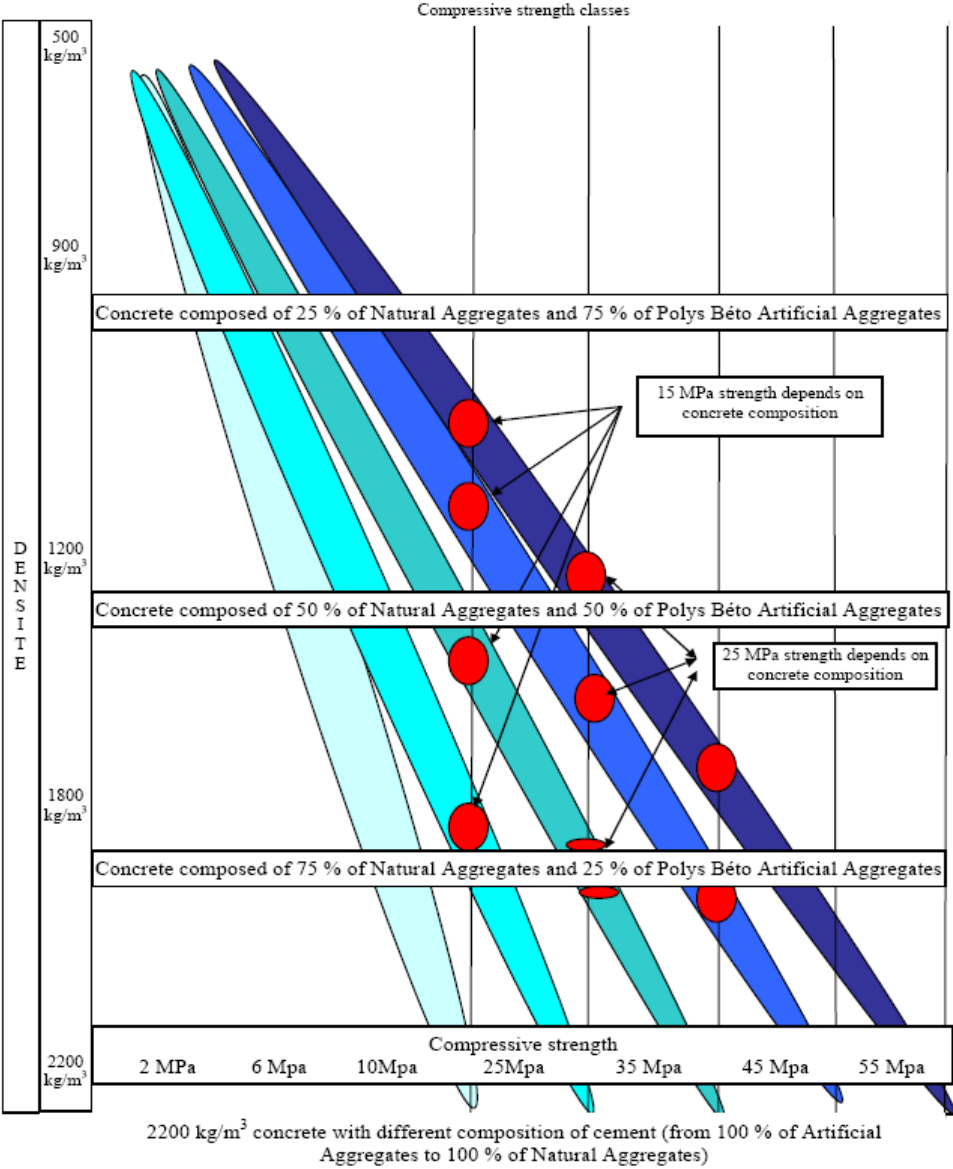 Compressive strength classes
500
kg/m³
900
kg/m³
Concrete composed of 25 % of Natural Aggregates and 75 % of Polys Béto Artificial Aggregates
15 MPa strength depends on
concrete composition
1200
kg/m³
DENSITE
Concrete composed of 50 % of Natural Aggregates and 50 % of Polys Béto Artificial Aggregates
25 MPa strength depends on
concrete composition
1800
kg/m³
Concrete composed of 75 % of Natural Aggregates and 25 % of Polys Béto Artificial Aggregates
Compressive strength
2200
kg/m³
2 MPa 6 Mpa 10Mpa 25Mpa 35 Mpa 45 Mpa 55 Mpa
2200 kg/m³ concrete with different composition of cement (from 100 % of Artificial
Aggregates to 100 % of Natural Aggregates)